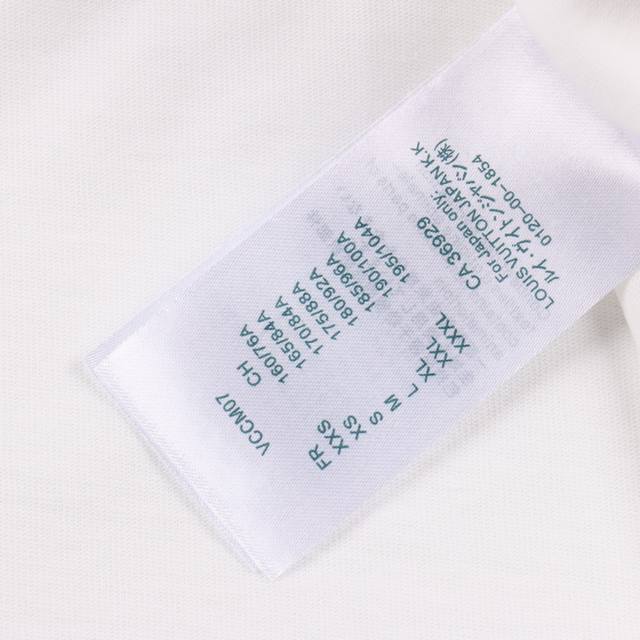 VCCM07
FR CH
XXS 160/76A
XS 165/84A
S 170/84A
M 175/88A
L 180/92A
XL 185/96A
XXL 190/100A
XXXL 195/104A
CA 36929
For Japan only:
LOUIS VUITTON JAPAN K.K
ルイ・ヴィトンジャパン(株)
0120-00-1854